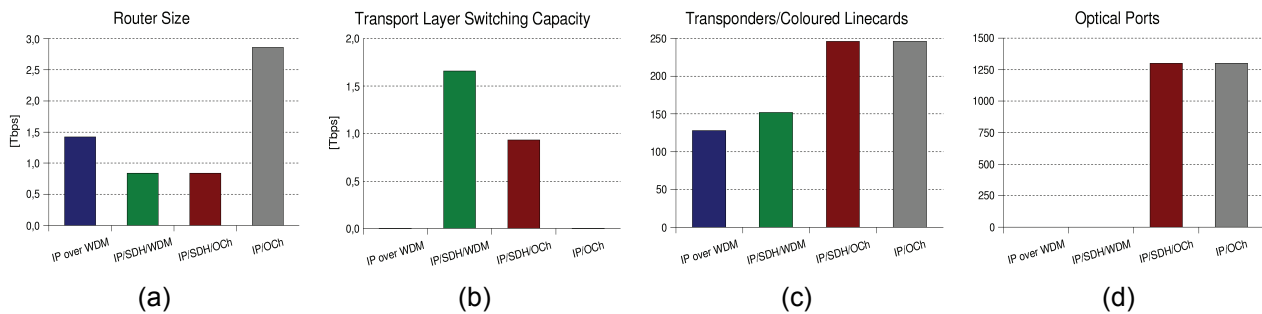 Router Size
3,0
2,5
2,0
1,5
1,0
0,5
0,0
[Tbps]
IP over WDM
IP/SDH/WDM
IP/SDH/OCh
IP/OCh
(a)
Transport Layer Switching Capacity
2,0
1,5
1,0
0,5
0,0
[Tbps]
IP over WDM
IP/SDH/WDM
IP/SDH/OCh
IP/OCh
(b)
Transponders/Coloured Linecards
250
200
150
100
50
0
IP over WDM
IP/SDH/WDM
IP/SDH/OCh
IP/OCh
(c)
Optical Ports
1500
1250
1000
750
500
250
0
IP over WDM
IP/SDH/WDM
IP/SDH/OCh
IP/OCh
(d)